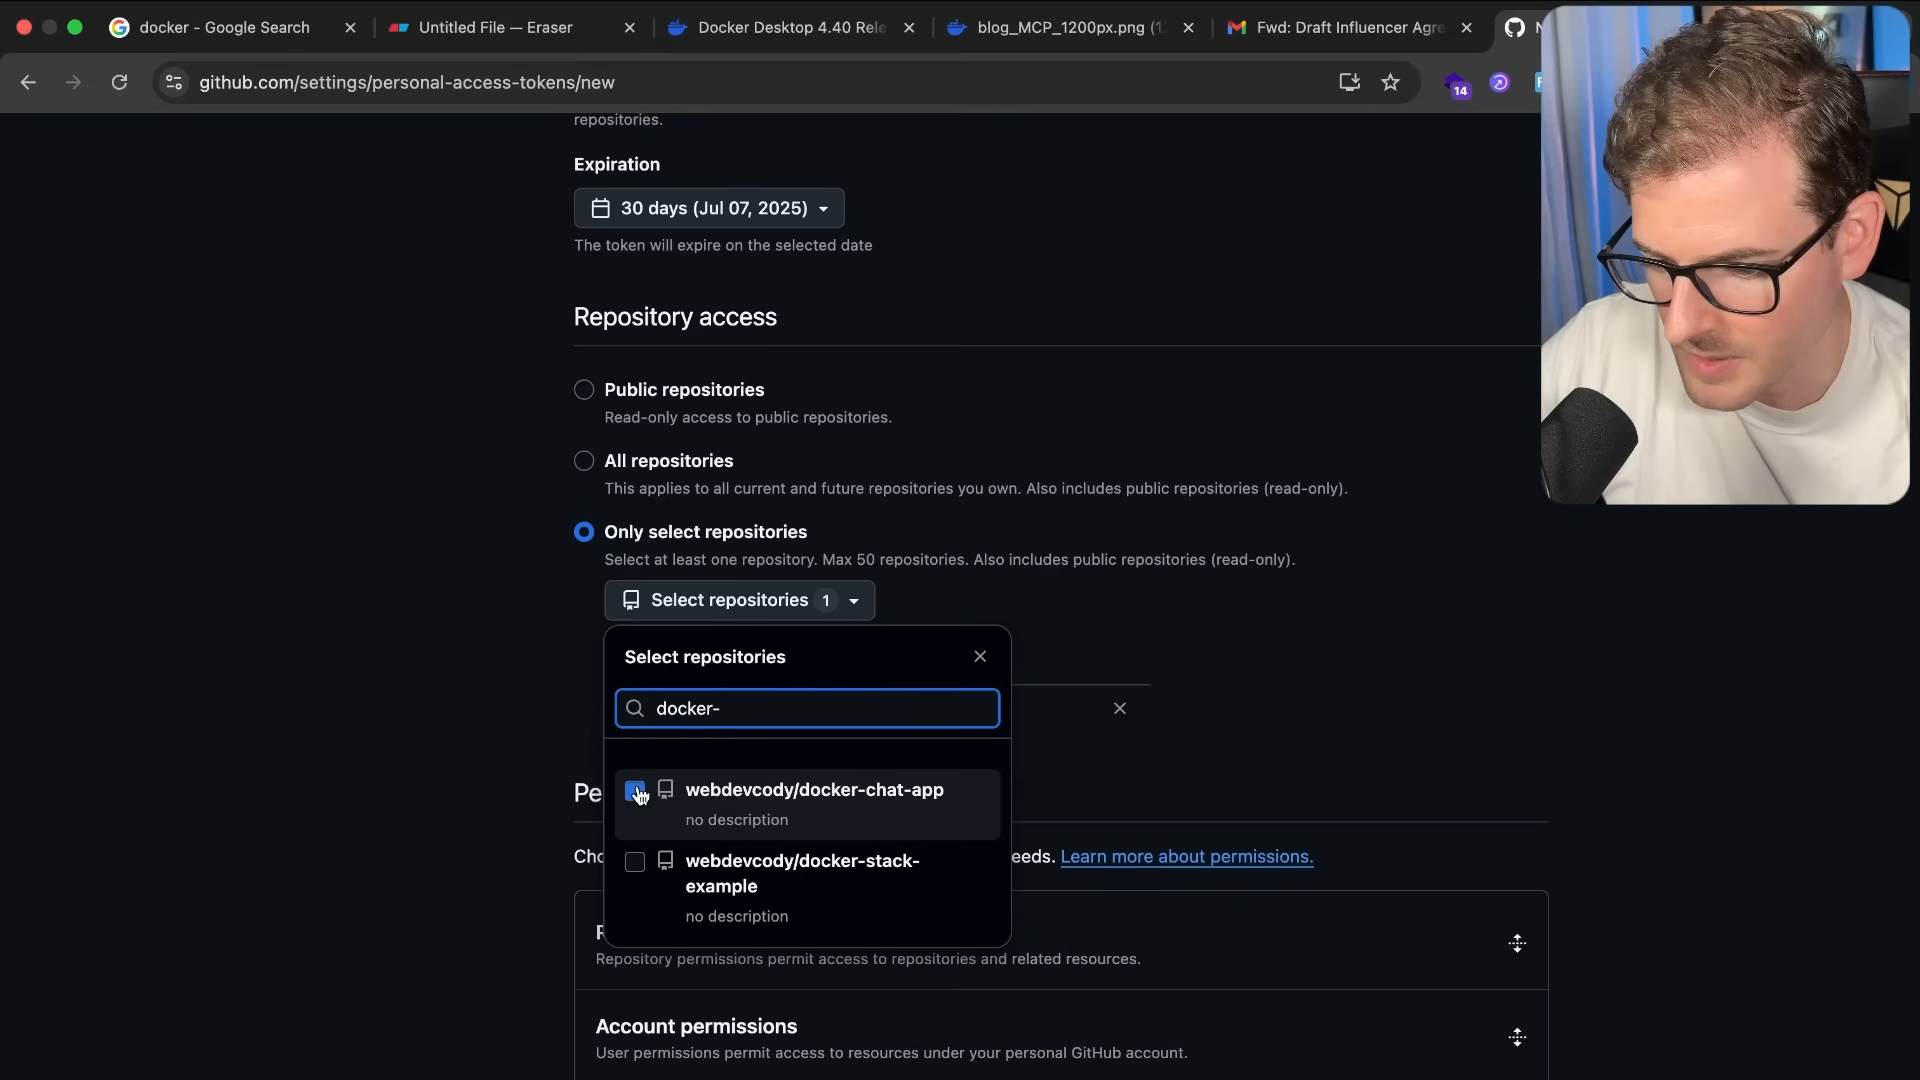 docker - Google Search
Untitled File — Eraser
Docker Desktop 4.40 Rele
blog_MCP_1200px.png (1
Fwd: Draft Influencer Agre
github.com/settings/personal-access-tokens/new
14
repositories.
Expiration
30 days (Jul 07, 2025)
The token will expire on the selected date
Repository access
Public repositories
Read-only access to public repositories.
All repositories
This applies to all current and future repositories you own. Also includes public repositories (read-only).
Only select repositories
Select at least one repository. Max 50 repositories. Also includes public repositories (read-only).
Select repositories 1
Select repositories
docker-
webdevcody/docker-chat-app
no description
webdevcody/docker-stack-
example
no description
Pe
Cho
eeds. Learn more about permissions.
Repository permissions permit access to repositories and related resources.
Account permissions
User permissions permit access to resources under your personal GitHub account.